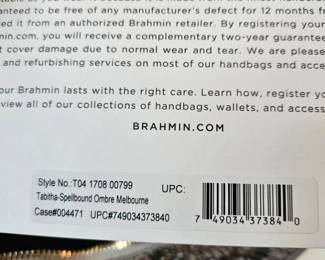 anteed to be free of any manufacturer's defect for 12 months f
ed it from an authorized Brahmin retailer. By registering your
min.com, you will receive a complementary two-year guarantee
t cover damage due to normal wear and tear. We are please
and refurbishing services on most of our handbags and acce
our Brahmin lasts with the right care. Learn how, register yo
view all of our collections of handbags, wallets, and access
BRAHMIN.COM
Style No.:T04 1708 00799
UPC:
Tabitha-Spellbound Ombre Melbourne
Case#004471 UPC#749034373840
7 49034 37384 0